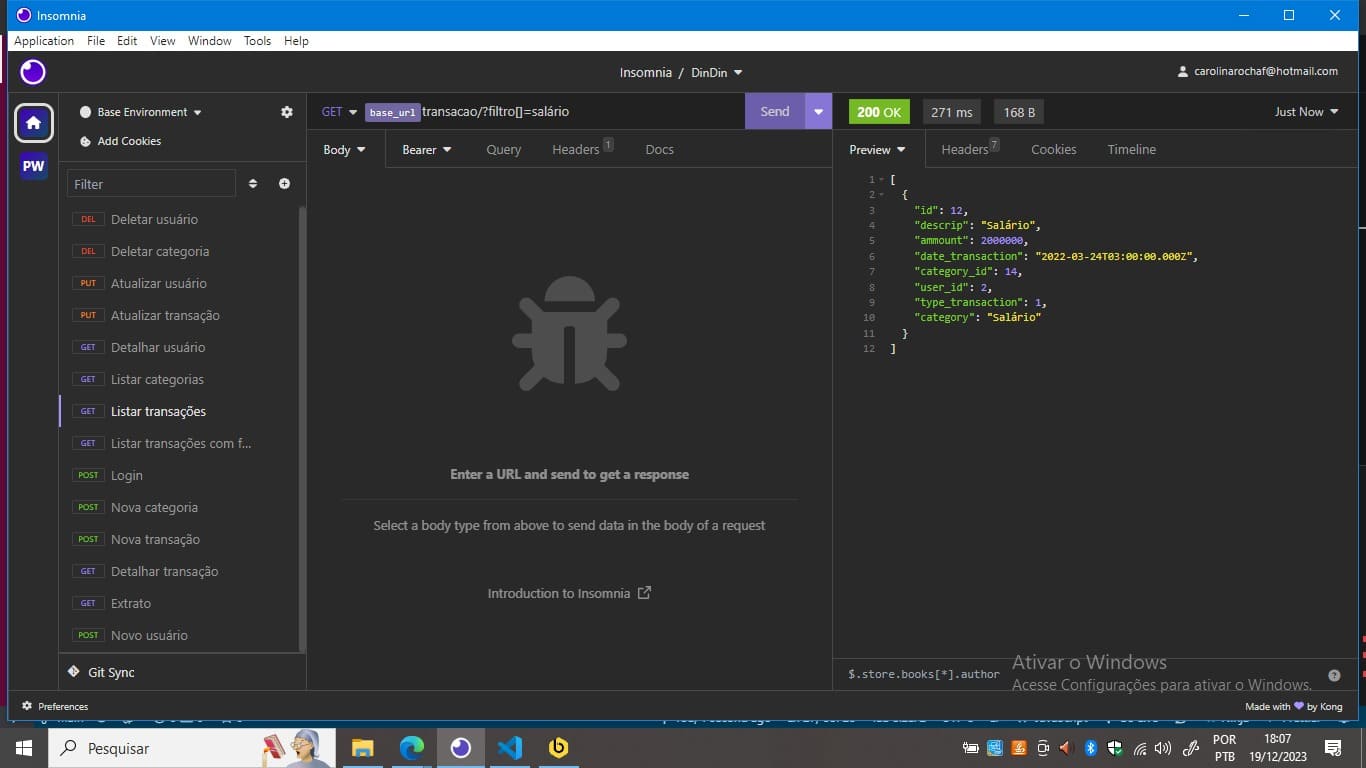 Insomnia
Application File Edit View Window Tools Help
Insomnia / DinDin
carolinarochaf@hotmail.com
Base Environment
Add Cookies
PW
Filter
DEL Deletar usuário
DEL Deletar categoria
PUT Atualizar usuário
PUT Atualizar transação
GET Detalhar usuário
GET Listar categorias
GET Listar transações
GET Listar transações com f...
POST Login
POST Nova categoria
POST Nova transação
GET Detalhar transação
GET Extrato
POST Novo usuário
Git Sync
GET base_url transacao/?filtro[]=salário Send
Body Bearer Query Headers 1 Docs
Enter a URL and send to get a response
Select a body type from above to send data in the body of a request
Introduction to Insomnia
200 OK 271 ms 168 B Just Now
Preview Headers 7 Cookies Timeline
1 [
2 {
3 "id": 12,
4 "descrip": "Salário",
5 "ammount": 2000000,
6 "date_transaction": "2022-03-24T03:00:00.000Z",
7 "category_id": 14,
8 "user_id": 2,
9 "type_transaction": 1,
10 "category": "Salário"
11 }
12 ]
$.store.books[*].author
Ativar o Windows
Acesse Configurações para ativar o Windows.
Preferences
Made with by Kong
Pesquisar
POR
PTB
18:07
19/12/2023